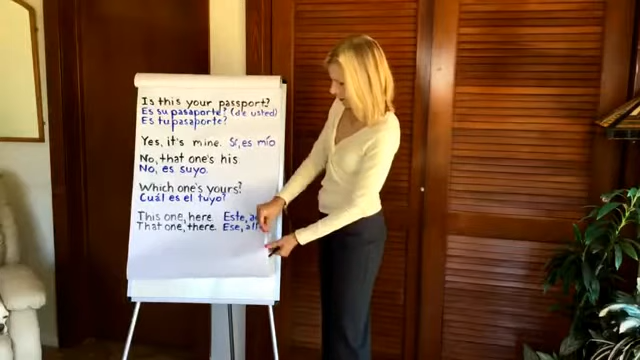 Is this your passport?
Es su pasaporte? (de usted)
Es tu pasaporte?
Yes, it's mine. Sí, es mío
No, that one's his.
No, es suyo.
Which one's yours?
Cuál es el tuyo?
This one, here. Este,
That one, there. Ese,